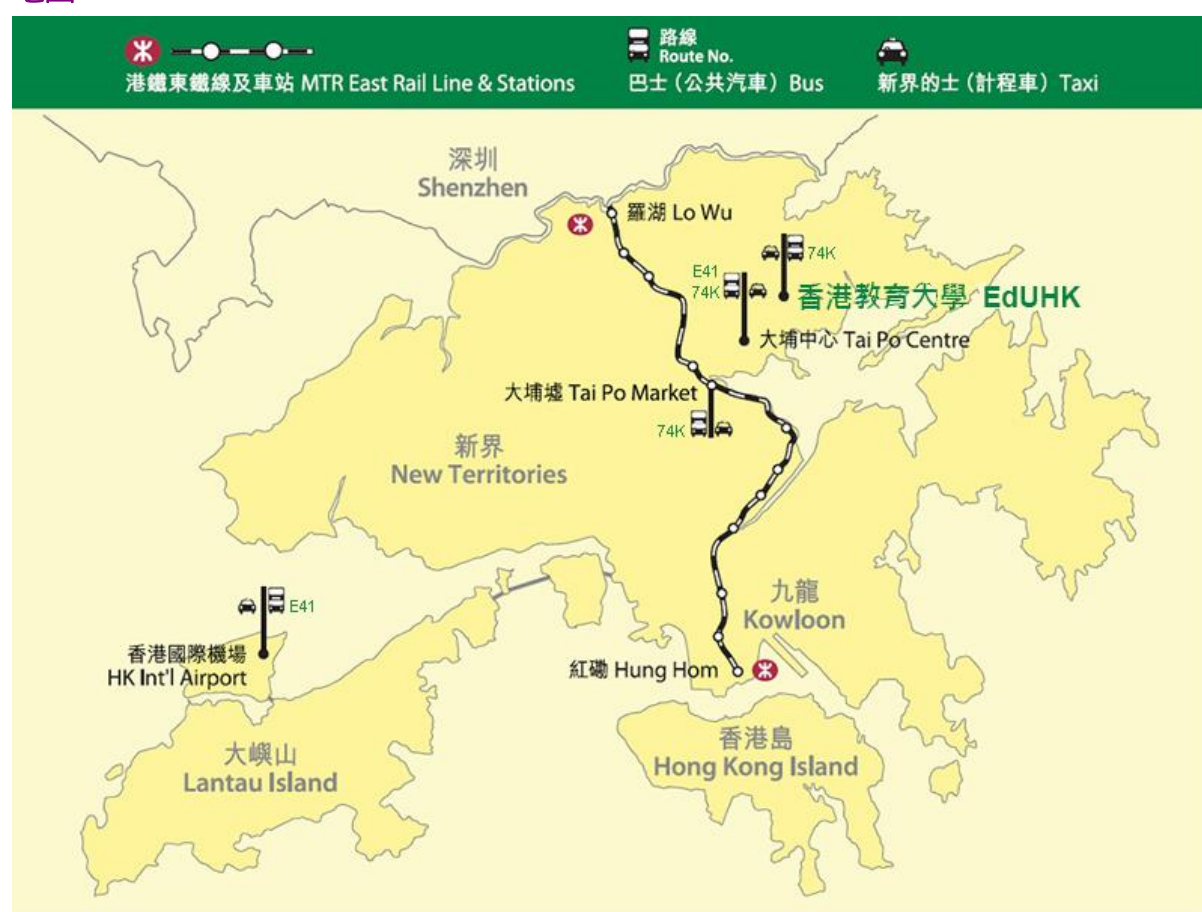 路線
Route No.
港鐵東鐵線及車站 MTR East Rail Line & Stations
巴士(公共汽車) Bus
新界的士(計程車) Taxi
深圳
Shenzhen
羅湖 Lo Wu
74K
E41
74K
香港教育大學 EdUHK
大埔中心 Tai Po Centre
大埔墟 Tai Po Market
74K
新界
New Territories
九龍
Kowloon
E41
香港國際機場
HK Int'l Airport
紅磡 Hung Hom
大嶼山
Lantau Island
香港島
Hong Kong Island